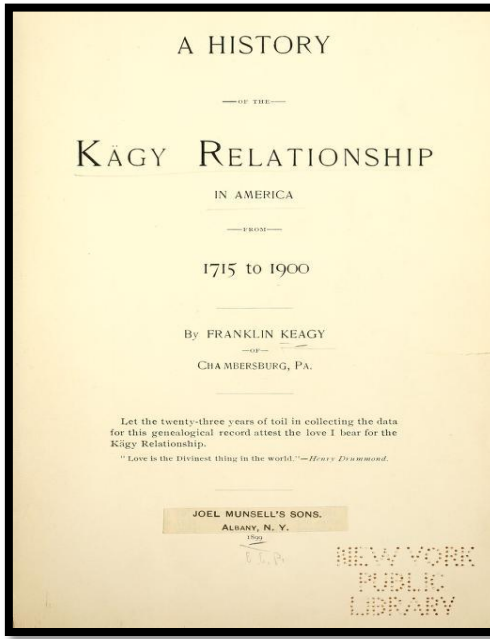 A HISTORY
—OF THE—
KÄGY RELATIONSHIP
IN AMERICA
—FROM—
1715 to 1900
By FRANKLIN KEAGY
—OF—
CHAMBERSBURG, PA.
Let the twenty-three years of toil in collecting the data
for this genealogical record attest the love I bear for the
Kägy Relationship.
"Love is the Divinest thing in the world."—Henry Drummond.
JOEL MUNSELL'S SONS.
ALBANY, N. Y.
1899
NEW YORK
PUBLIC
LIBRARY